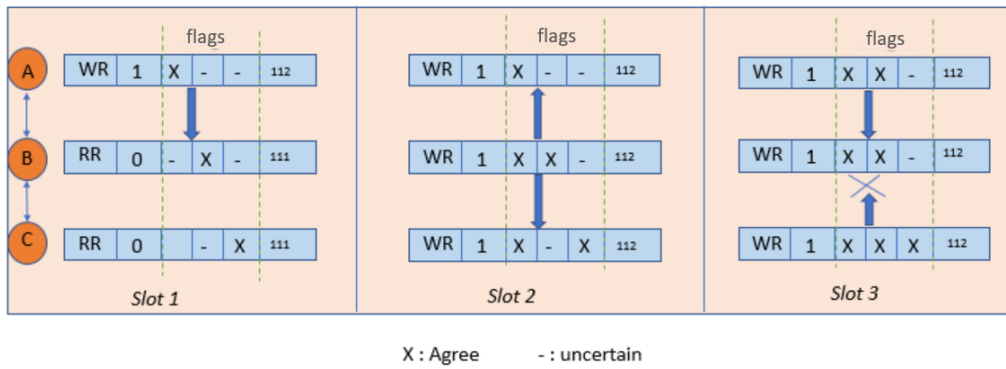 flags flags flags
A WR 1 X - - 112 WR 1 X - - 112 WR 1 X X - 112
B RR 0 - X - 111 WR 1 X X - 112 WR 1 X X - 112
C RR 0 - X 111 WR 1 X - X 112 WR 1 X X X 112
Slot 1 Slot 2 Slot 3
X : Agree - : uncertain